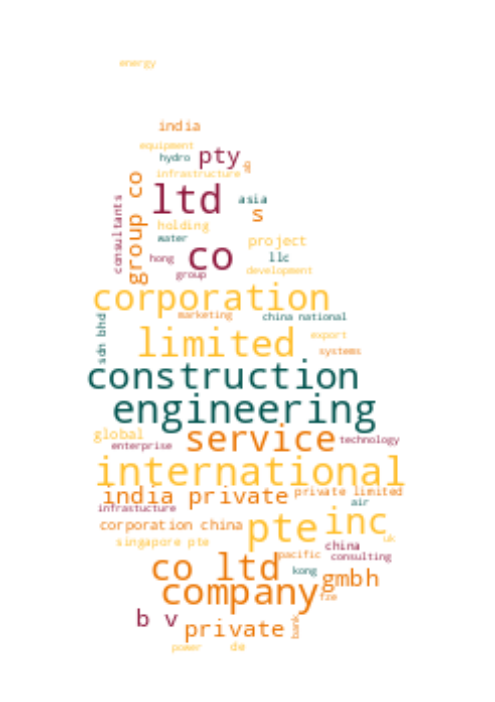 energy
india
equipment
hydro
pty
infrastructure
group co
ltd
consultants
asia
s
holding
water
project
co
hong
llc
group
development
corporation
marketing
china national
sdn bhd
limited
export
systems
construction
engineering
global
service
technology
enterprise
international
india private
private limited
air
infrastucture
corporation china
pte
inc
uk
singapore pte
china
pacific
consulting
co ltd
kong
gmbh
company
fze
b v
private
bank
power
de